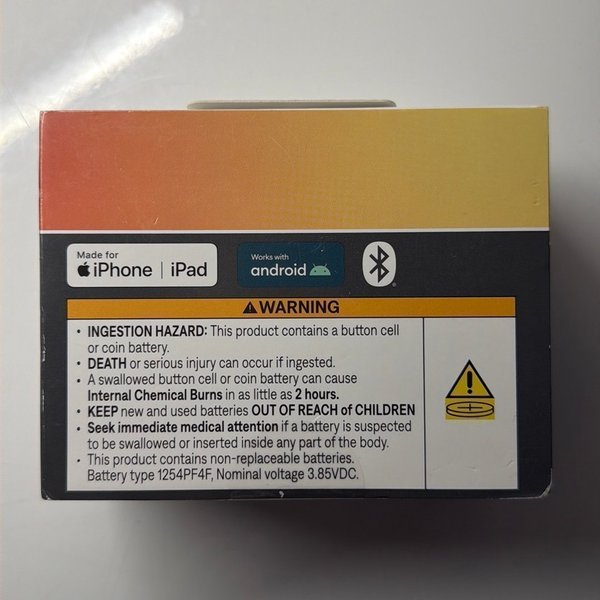 Made for
iPhone | iPad
Works with
android
WARNING
• INGESTION HAZARD: This product contains a button cell
or coin battery.
• DEATH or serious injury can occur if ingested.
• A swallowed button cell or coin battery can cause
Internal Chemical Burns in as little as 2 hours.
• KEEP new and used batteries OUT OF REACH of CHILDREN
• Seek immediate medical attention if a battery is suspected
to be swallowed or inserted inside any part of the body.
• This product contains non-replaceable batteries.
Battery type 1254PF4F, Nominal voltage 3.85VDC.